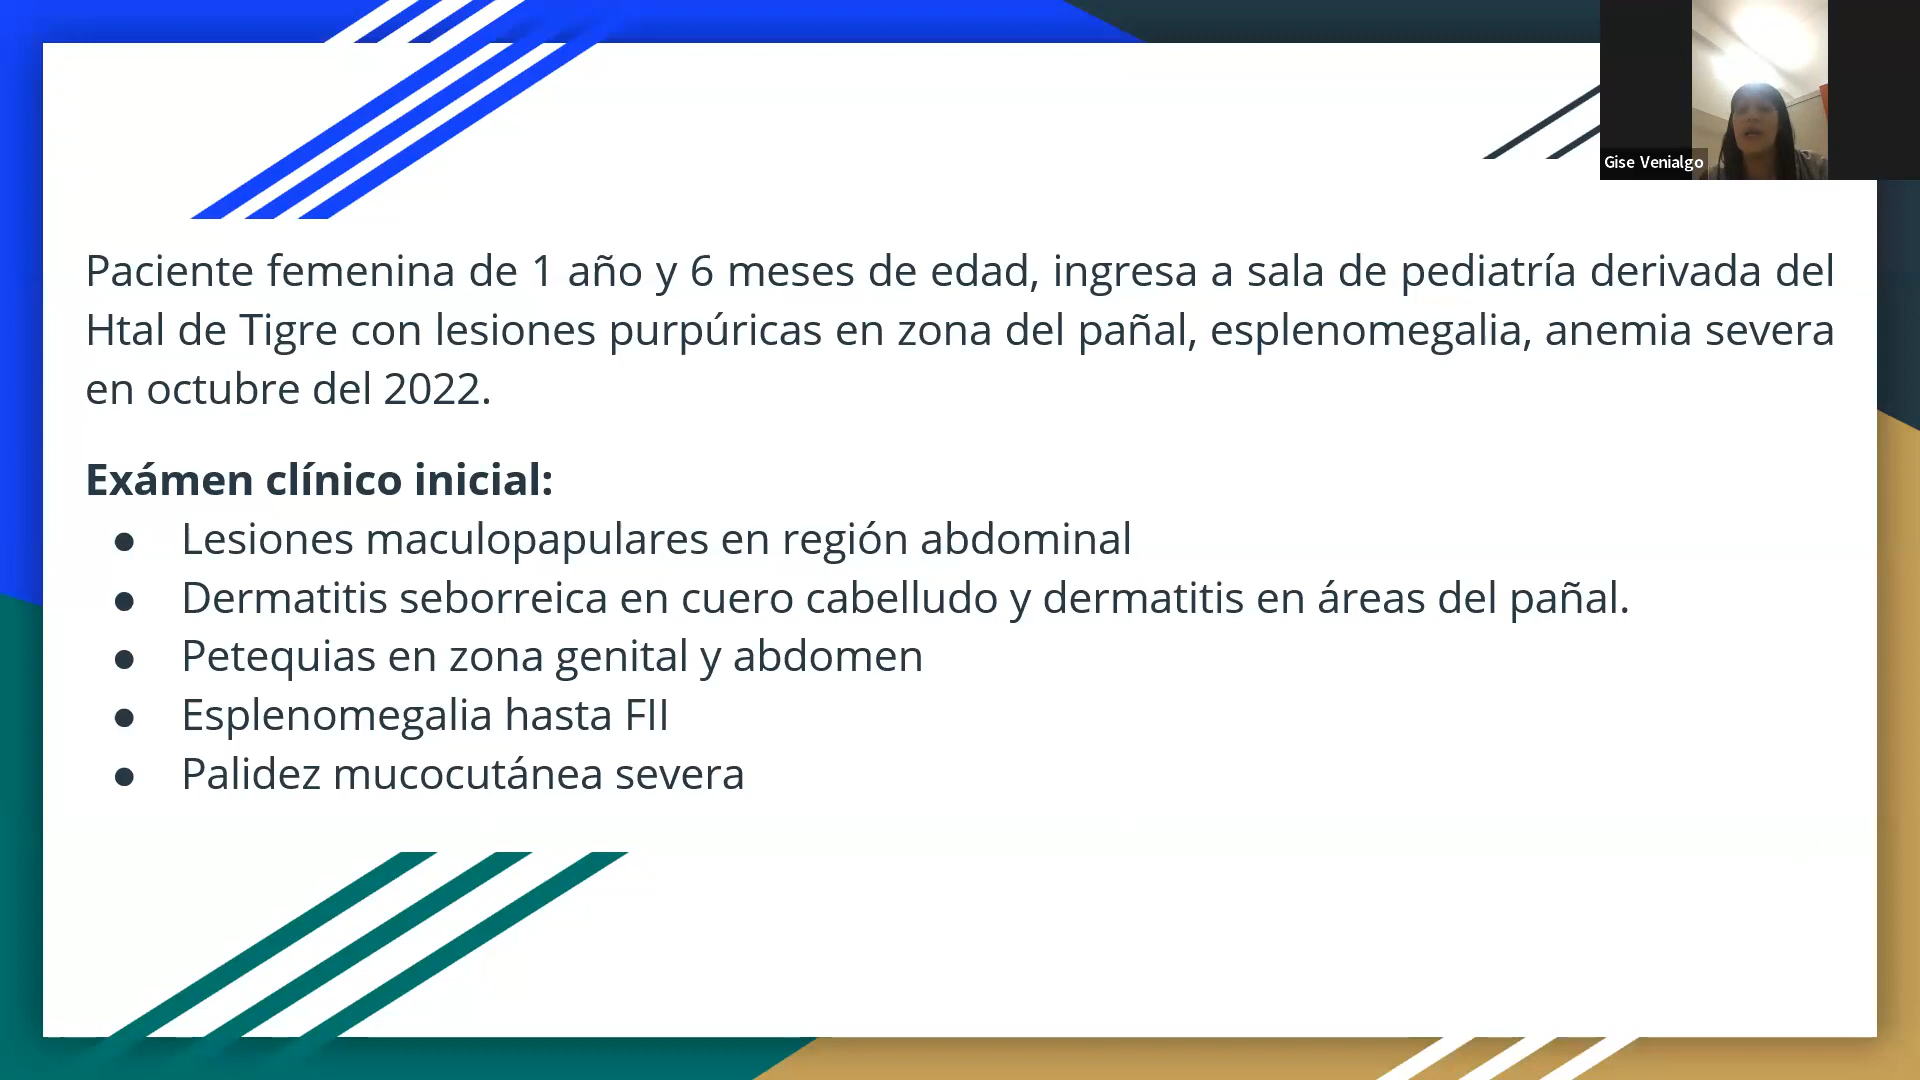 Gise Venialgo
Paciente femenina de 1 año y 6 meses de edad, ingresa a sala de pediatría derivada del
Htal de Tigre con lesiones purpúricas en zona del pañal, esplenomegalia, anemia severa
en octubre del 2022.
Exámen clínico inicial:
● Lesiones maculopapulares en región abdominal
● Dermatitis seborreica en cuero cabelludo y dermatitis en áreas del pañal.
● Petequias en zona genital y abdomen
● Esplenomegalia hasta FII
● Palidez mucocutánea severa